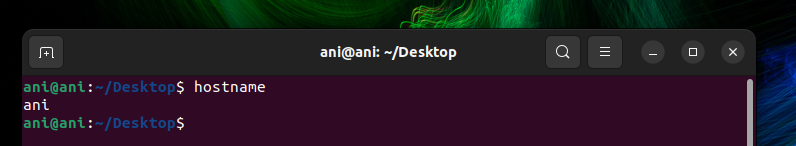 ani@ani: ~/Desktop
ani@ani:~/Desktop$ hostname
ani
ani@ani:~/Desktop$